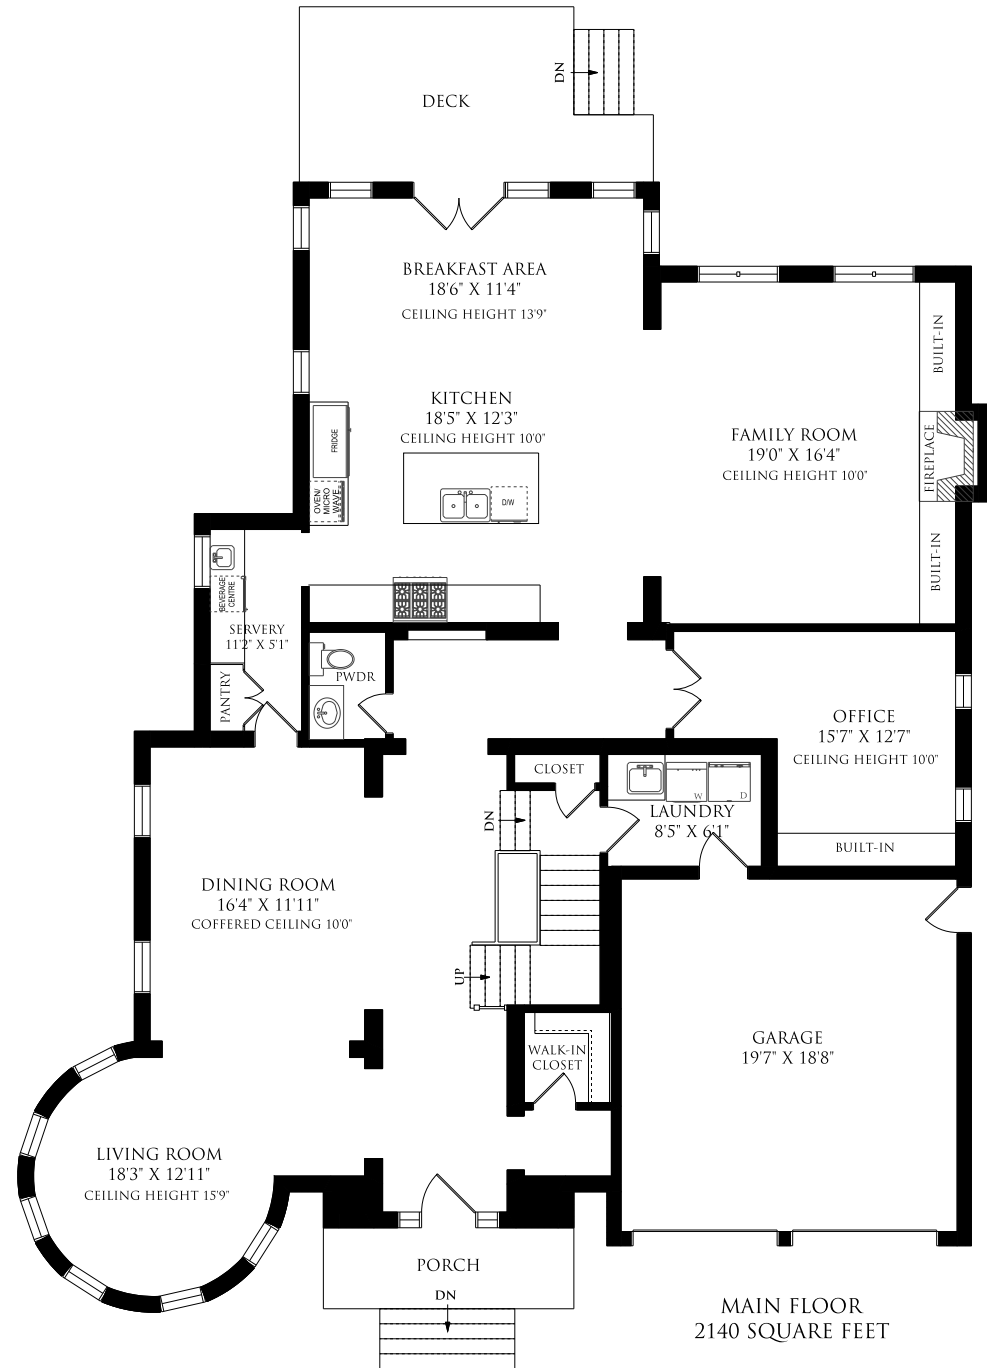 DN
DECK
BREAKFAST AREA
18'6" X 11'4"
CEILING HEIGHT 13'9"
BUILT-IN
KITCHEN
18'5" X 12'3"
CEILING HEIGHT 10'0"
FRIDGE
OVEN/
MICRO
WAVE
D/W
FAMILY ROOM
19'0" X 16'4"
CEILING HEIGHT 10'0"
FIREPLACE
BUILT-IN
BEVERAGE
CENTRE
SERVERY
11'2" X 5'1"
PANTRY
PWDR
OFFICE
15'7" X 12'7"
CEILING HEIGHT 10'0"
BUILT-IN
CLOSET
DN
W
D
LAUNDRY
8'5" X 6'1"
DINING ROOM
16'4" X 11'11"
COFFERED CEILING 10'0"
UP
WALK-IN
CLOSET
GARAGE
19'7" X 18'8"
LIVING ROOM
18'3" X 12'11"
CEILING HEIGHT 15'9"
PORCH
DN
MAIN FLOOR
2140 SQUARE FEET